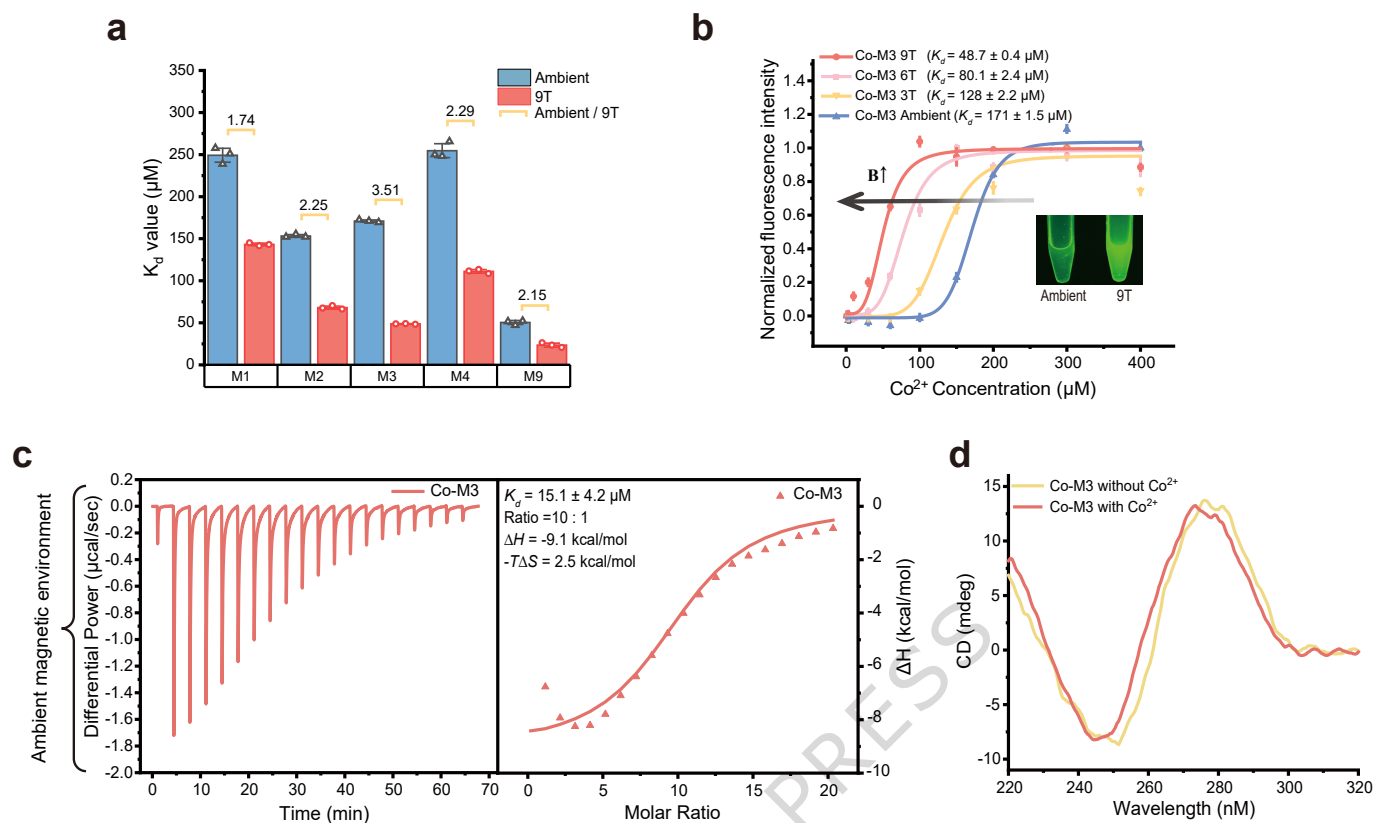 a
350
300
250
200
150
100
50
0
K_d value (µM)
Ambient
9T
Ambient / 9T
1.74
2.25
3.51
2.29
2.15
M1
M2
M3
M4
M9
b
Co-M3 9T (K_d = 48.7 ± 0.4 µM)
Co-M3 6T (K_d = 80.1 ± 2.4 µM)
Co-M3 3T (K_d = 128 ± 2.2 µM)
Co-M3 Ambient (K_d = 171 ± 1.5 µM)
Normalized fluorescence intensity
1.4
1.2
1.0
0.8
0.6
0.4
0.2
0.0
B↑
Ambient
9T
0
100
200
300
400
Co²⁺ Concentration (µM)
c
Ambient magnetic environment
Differential Power (µcal/sec)
0.2
0.0
-0.2
-0.4
-0.6
-0.8
-1.0
-1.2
-1.4
-1.6
-1.8
-2.0
Co-M3
0
10
20
30
40
50
60
70
Time (min)
K_d = 15.1 ± 4.2 µM
Ratio =10 : 1
ΔH = -9.1 kcal/mol
-TΔS = 2.5 kcal/mol
Co-M3
0
-2
-4
-6
-8
-10
ΔH (kcal/mol)
0
5
10
15
20
Molar Ratio
d
Co-M3 without Co²⁺
Co-M3 with Co²⁺
15
10
5
0
-5
-10
CD (mdeg)
220
240
260
280
300
320
Wavelength (nM)
PRESS